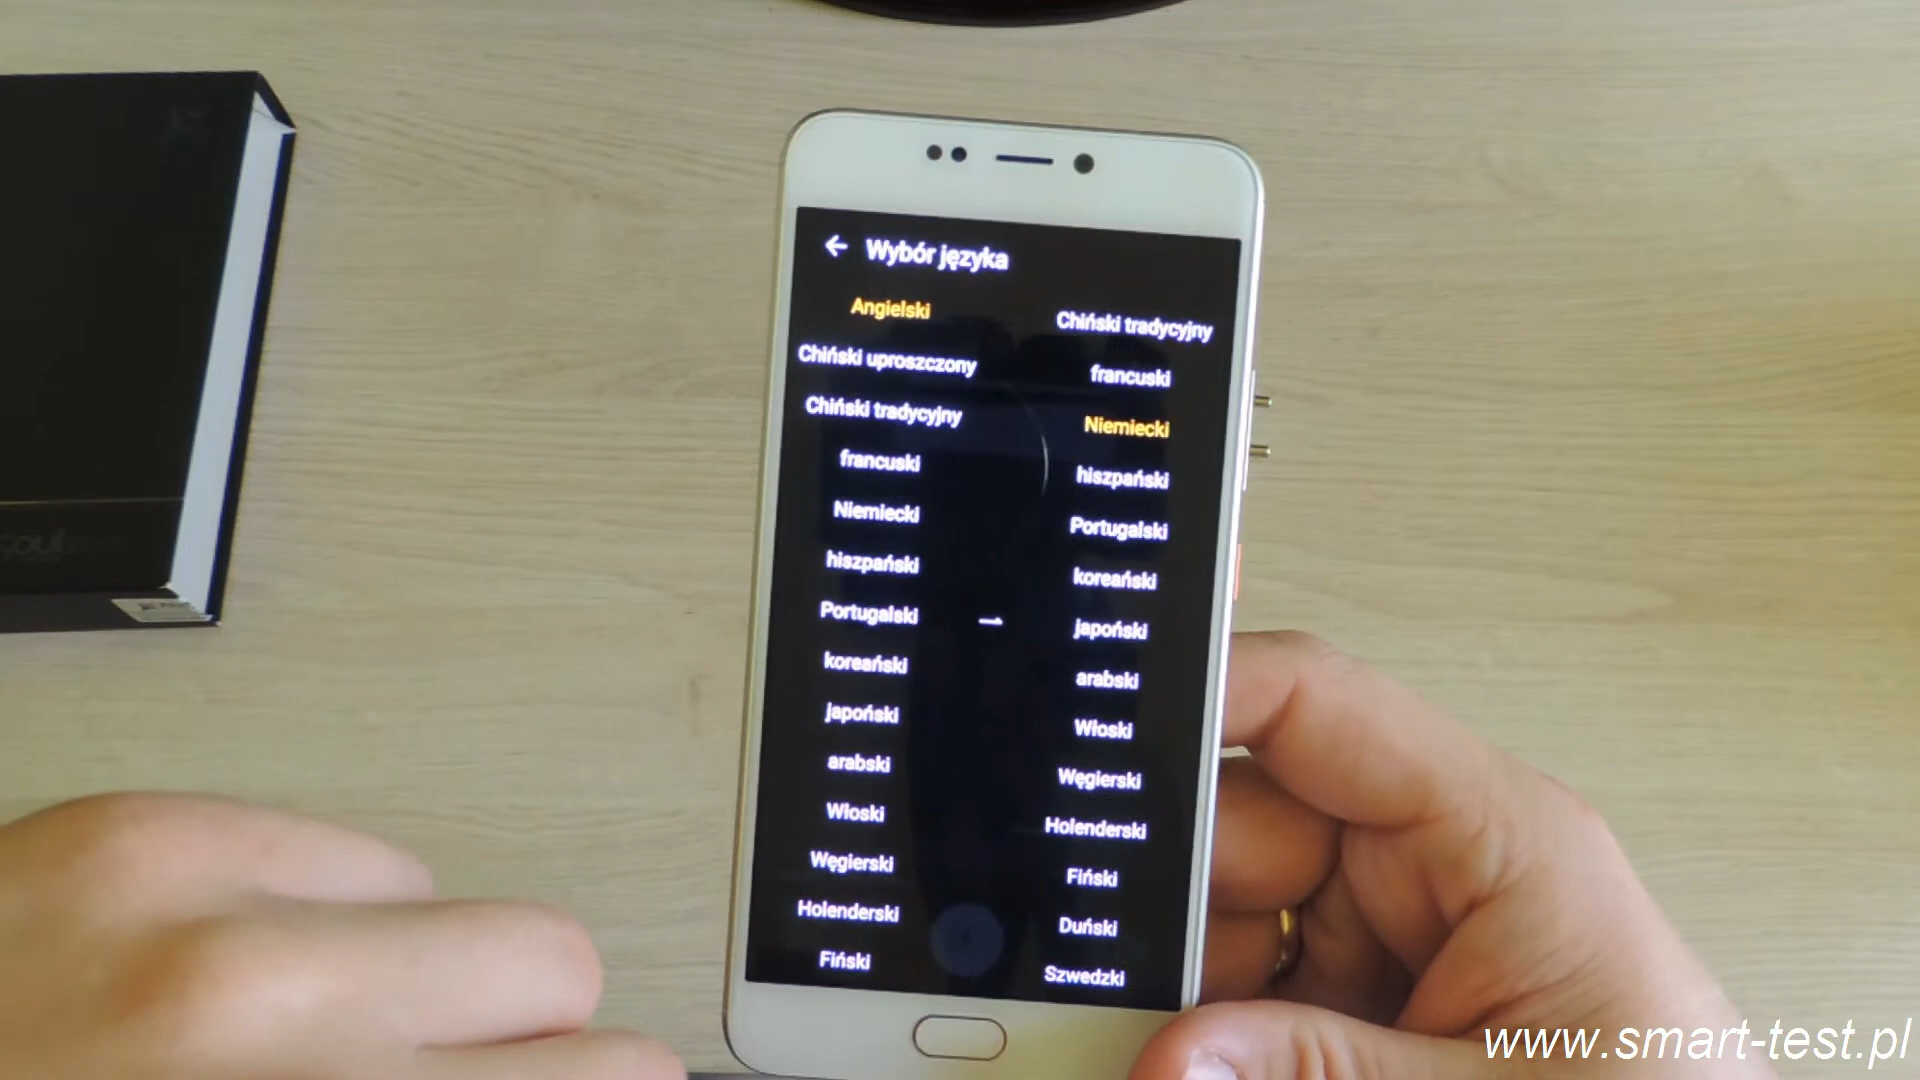 Wybór języka
Angielski
Chiński uproszczony
Chiński tradycyjny
francuski
Niemiecki
hiszpański
Portugalski
koreański
japoński
arabski
Włoski
Węgierski
Holenderski
Fiński
Chiński tradycyjny
francuski
Niemiecki
hiszpański
Portugalski
koreański
japoński
arabski
Włoski
Węgierski
Holenderski
Fiński
Duński
Szwedzki
www.smart-test.pl